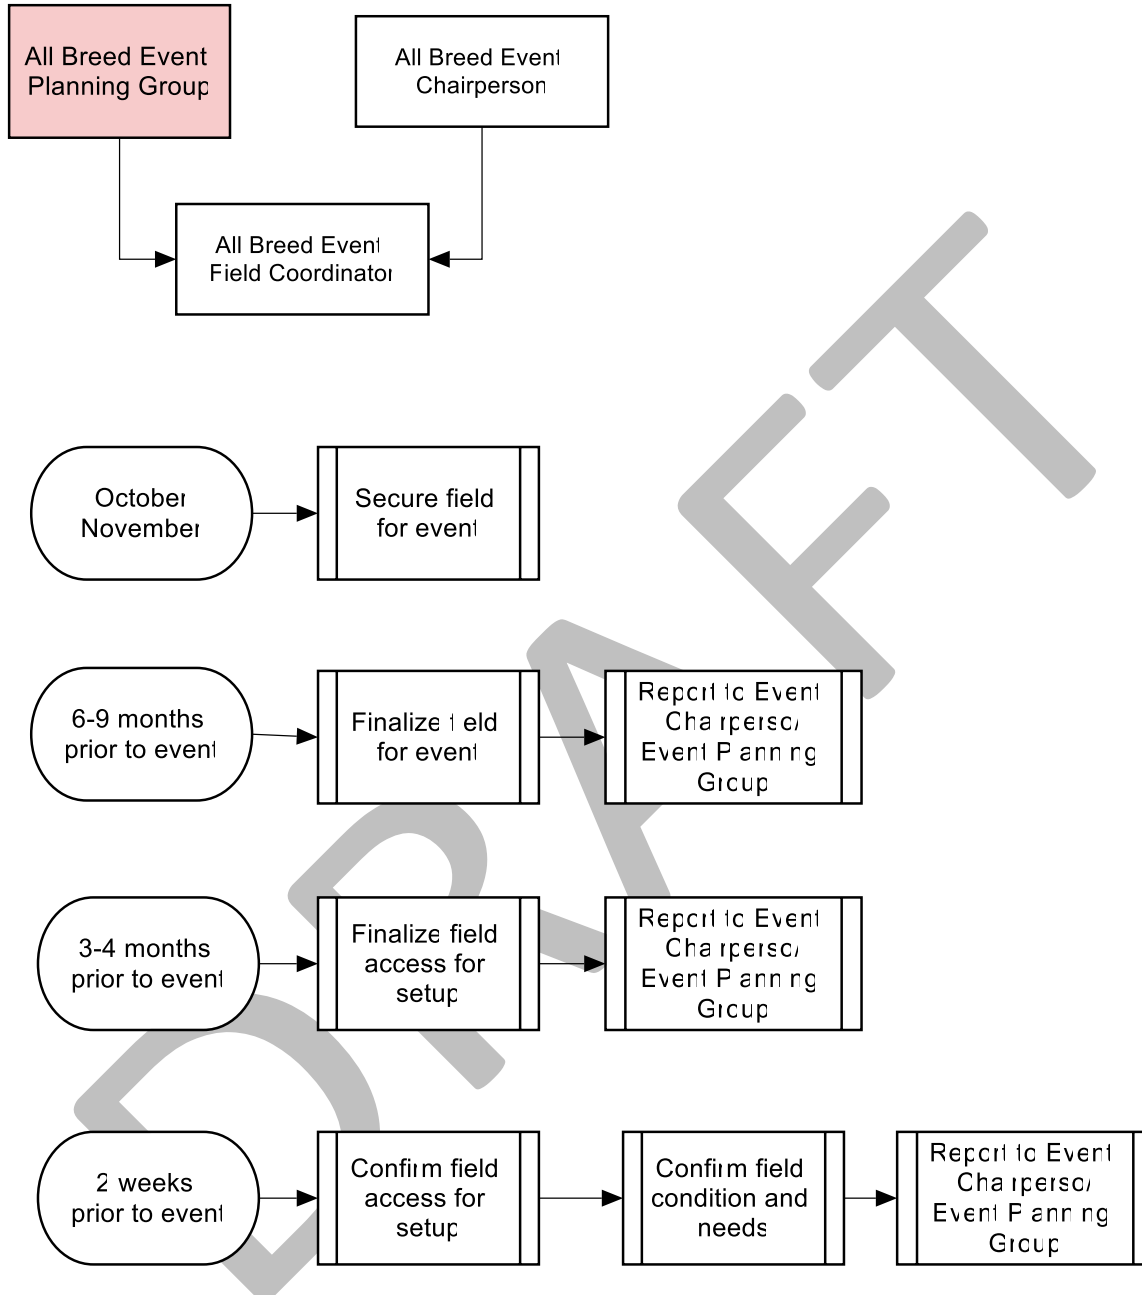 All Breed Event
Planning Group
All Breed Event
Chairperson
All Breed Event
Field Coordinator
October
November
Secure field
for event
6-9 months
prior to event
Finalize field
for event
Report to Event
Chairperso/
Event Planning
Group
3-4 months
prior to event
Finalize field
access for
setup
Report to Event
Chairperso/
Event Planning
Group
2 weeks
prior to event
Confirm field
access for
setup
Confirm field
condition and
needs
Report to Event
Chairperso/
Event Planning
Group
DRAFT